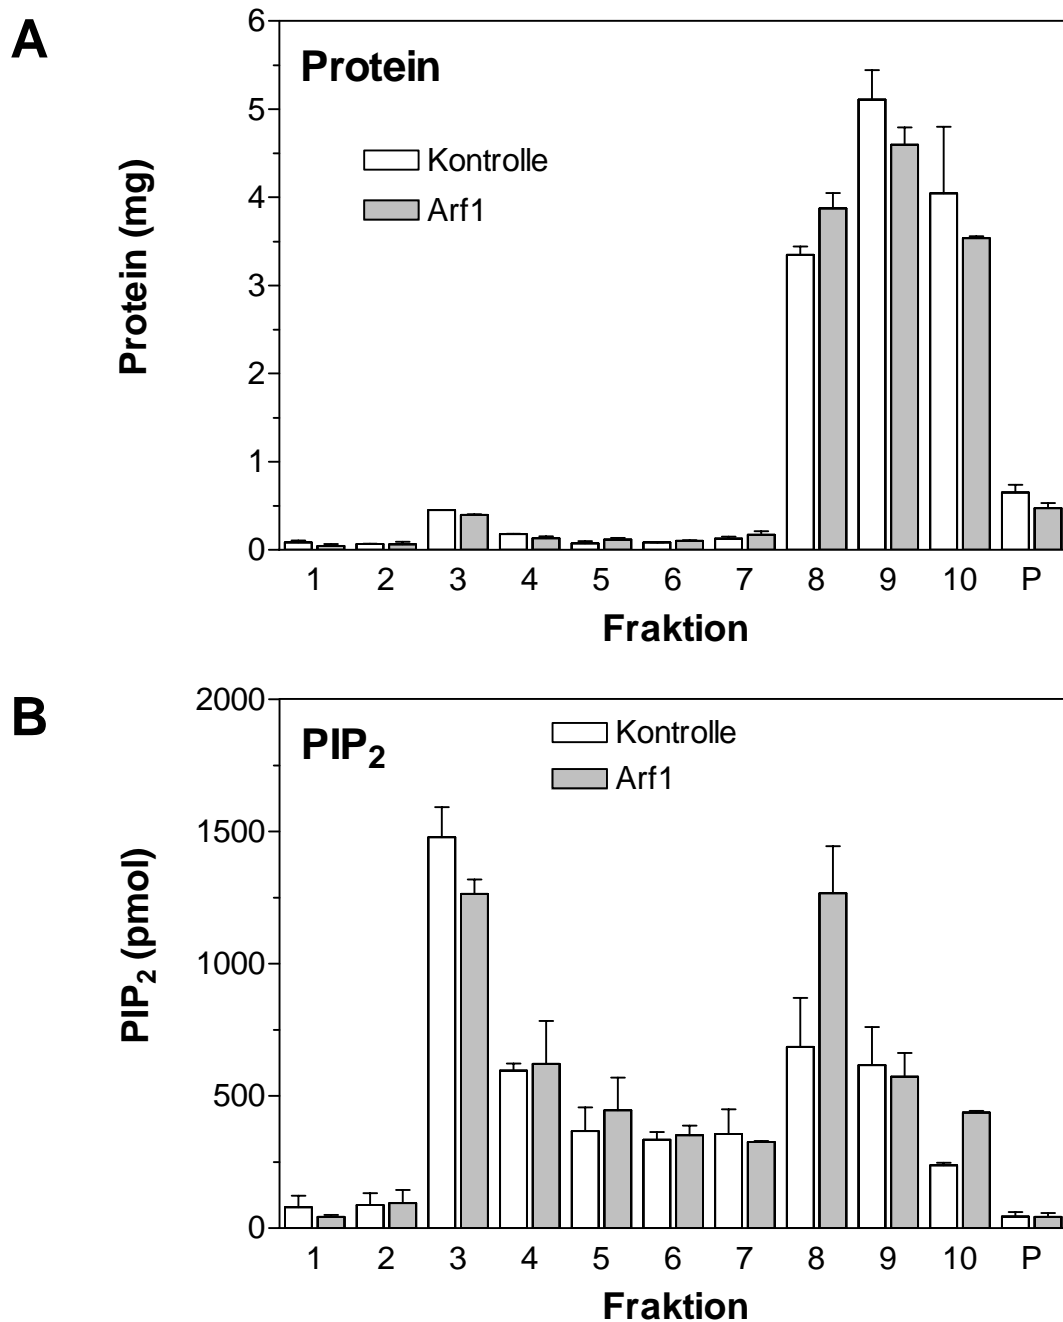 A
Protein
Kontrolle
Arf1
Protein (mg)
6
5
4
3
2
1
0
1 2 3 4 5 6 7 8 9 10 P
Fraktion
B
PIP₂
Kontrolle
Arf1
PIP₂ (pmol)
2000
1500
1000
500
0
1 2 3 4 5 6 7 8 9 10 P
Fraktion